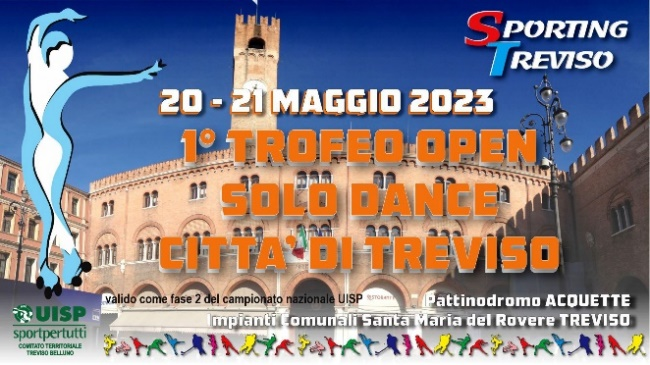 SPORTING
TREVISO
20 - 21 MAGGIO 2023
1° TROFEO OPEN
SOLO DANCE
CITTA' DI TREVISO
valido come fase 2 del campionato nazionale UISP
Pattinodromo ACQUETTE
Impianti Comunali Santa Maria del Rovere TREVISO
UISP
sportpertutti
COMITATO TERRITORIALE
TREVISO BELLUNO